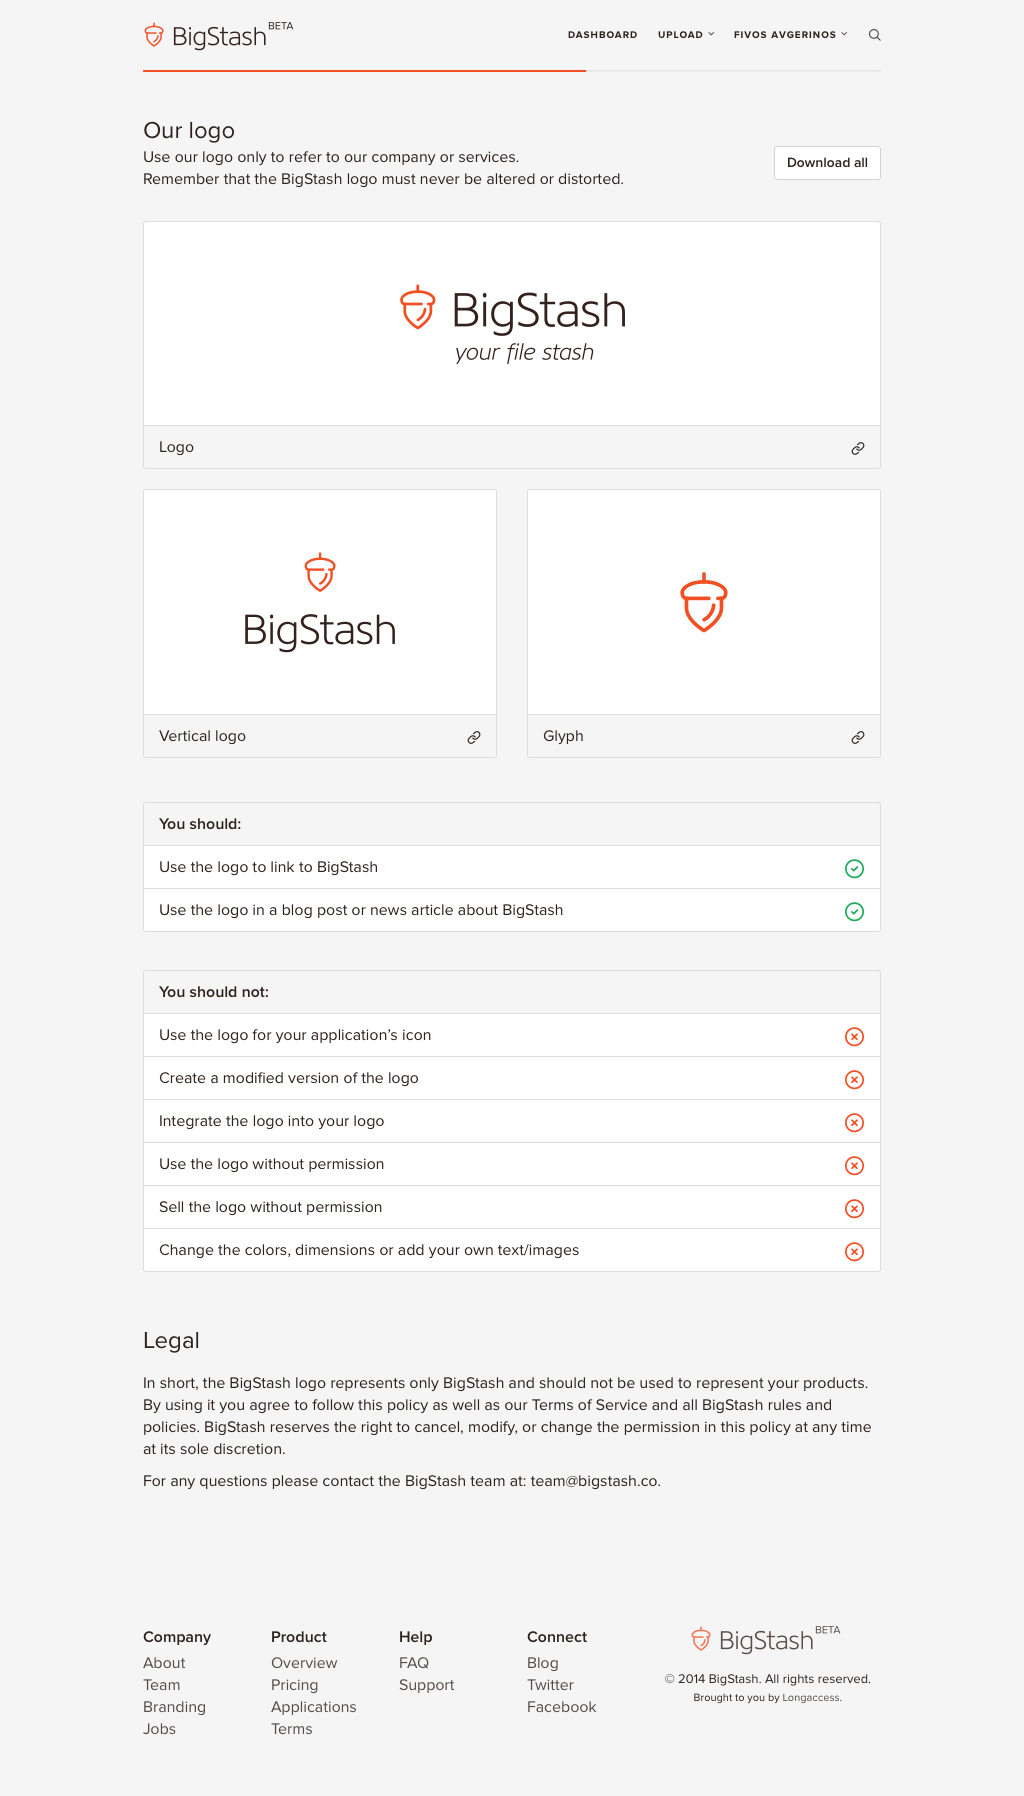 BigStash BETA
DASHBOARD UPLOAD FIVOS AVGERINOS
Our logo
Use our logo only to refer to our company or services.
Remember that the BigStash logo must never be altered or distorted.
Download all
BigStash
your file stash
Logo
BigStash
Vertical logo
Glyph
You should:
Use the logo to link to BigStash
Use the logo in a blog post or news article about BigStash
You should not:
Use the logo for your application’s icon
Create a modified version of the logo
Integrate the logo into your logo
Use the logo without permission
Sell the logo without permission
Change the colors, dimensions or add your own text/images
Legal
In short, the BigStash logo represents only BigStash and should not be used to represent your products.
By using it you agree to follow this policy as well as our Terms of Service and all BigStash rules and
policies. BigStash reserves the right to cancel, modify, or change the permission in this policy at any time
at its sole discretion.
For any questions please contact the BigStash team at: team@bigstash.co.
Company
About
Team
Branding
Jobs
Product
Overview
Pricing
Applications
Terms
Help
FAQ
Support
Connect
Blog
Twitter
Facebook
BigStash BETA
© 2014 BigStash. All rights reserved.
Brought to you by Longaccess.